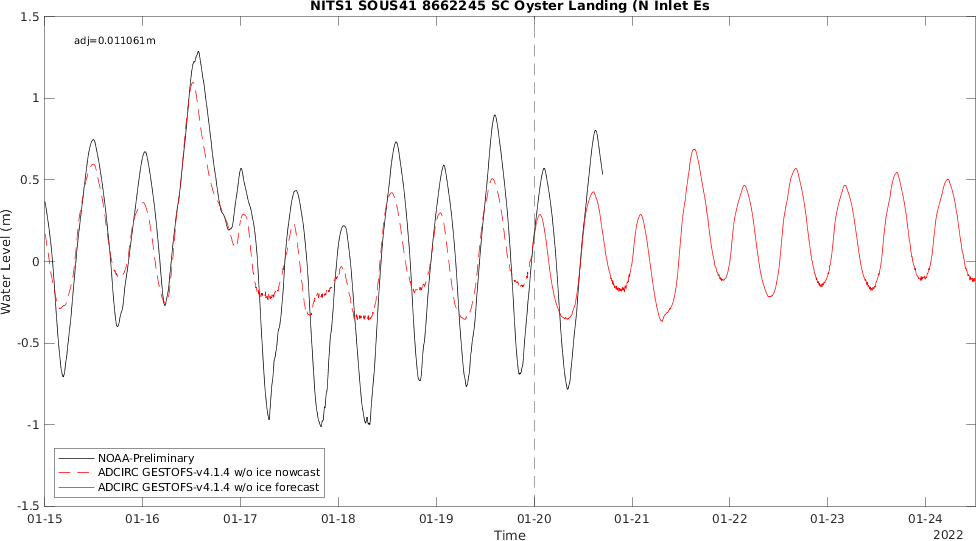 NITS1 SOUS41 8662245 SC Oyster Landing (N Inlet Es
adj=0.011061m
1.5
1
0.5
0
-0.5
-1
-1.5
Water Level (m)
NOAA-Preliminary
ADCIRC GESTOFS-v4.1.4 w/o ice nowcast
ADCIRC GESTOFS-v4.1.4 w/o ice forecast
01-15 01-16 01-17 01-18 01-19 01-20 01-21 01-22 01-23 01-24
Time
2022